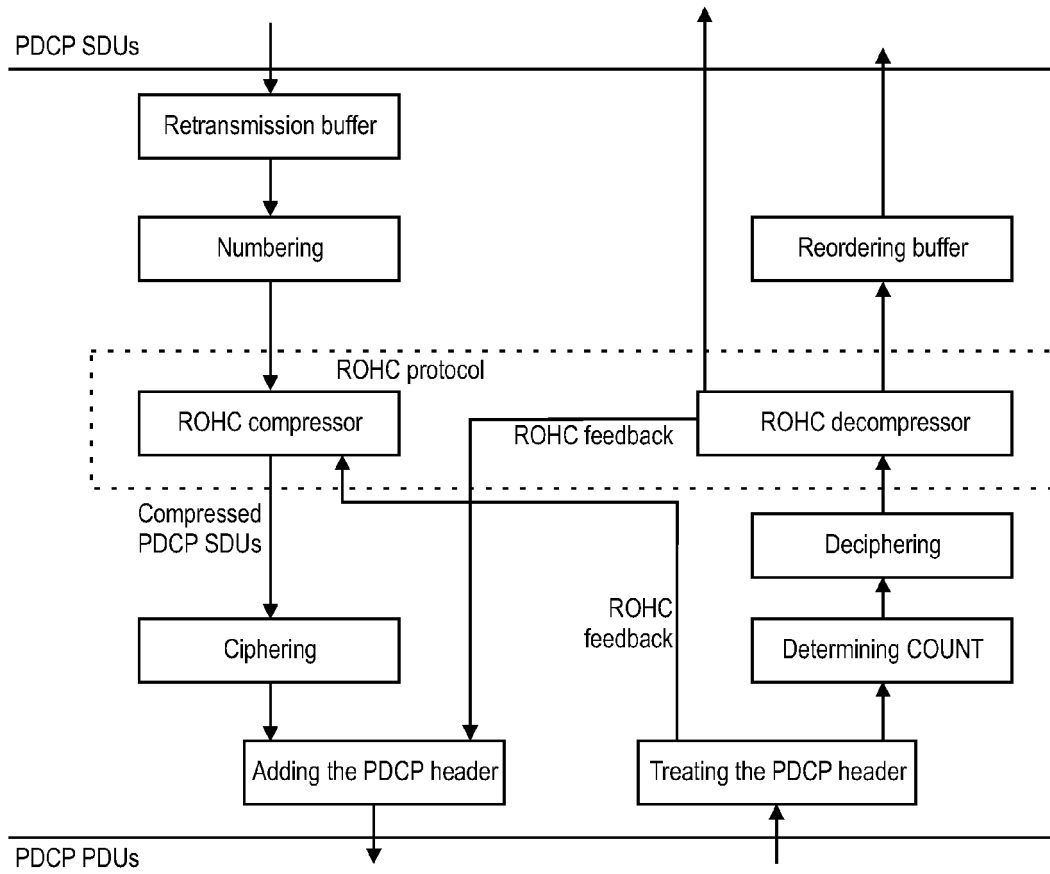 PDCP SDUs
Retransmission buffer
Numbering
Reordering buffer
ROHC protocol
ROHC compressor
ROHC feedback
ROHC decompressor
Compressed
PDCP SDUs
Deciphering
ROHC
feedback
Ciphering
Determining COUNT
Adding the PDCP header
Treating the PDCP header
PDCP PDUs